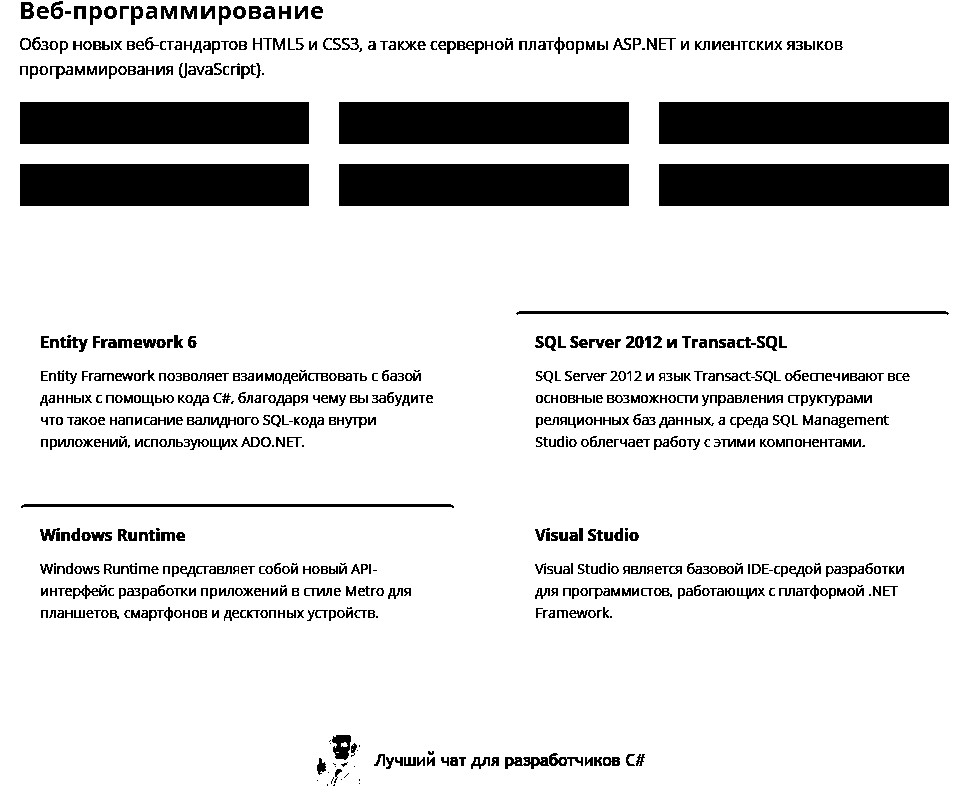 Веб-программирование
Обзор новых веб-стандартов HTML5 и CSS3, а также серверной платформы ASP.NET и клиентских языков
программирования (JavaScript).
Entity Framework 6
Entity Framework позволяет взаимодействовать с базой
данных с помощью кода C#, благодаря чему вы забудите
что такое написание валидного SQL-кода внутри
приложений, использующих ADO.NET.
SQL Server 2012 и Transact-SQL
SQL Server 2012 и язык Transact-SQL обеспечивают все
основные возможности управления структурами
реляционных баз данных, а среда SQL Management
Studio облегчает работу с этими компонентами.
Windows Runtime
Windows Runtime представляет собой новый API-
интерфейс разработки приложений в стиле Metro для
планшетов, смартфонов и десктопных устройств.
Visual Studio
Visual Studio является базовой IDE-средой разработки
для программистов, работающих с платформой .NET
Framework.
Лучший чат для разработчиков C#